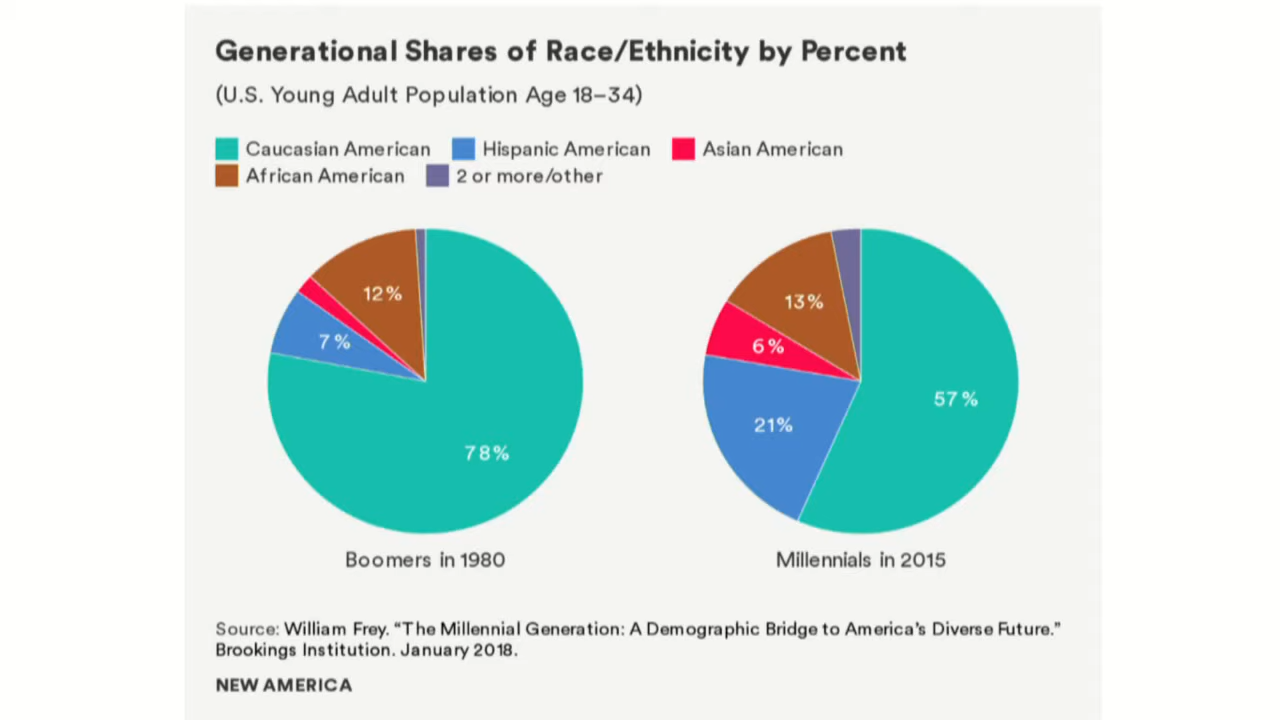 Generational Shares of Race/Ethnicity by Percent
(U.S. Young Adult Population Age 18–34)
Caucasian American Hispanic American Asian American
African American 2 or more/other
12%
7%
78%
13%
6%
57%
21%
Boomers in 1980
Millennials in 2015
Source: William Frey. “The Millennial Generation: A Demographic Bridge to America’s Diverse Future.”
Brookings Institution. January 2018.
NEW AMERICA